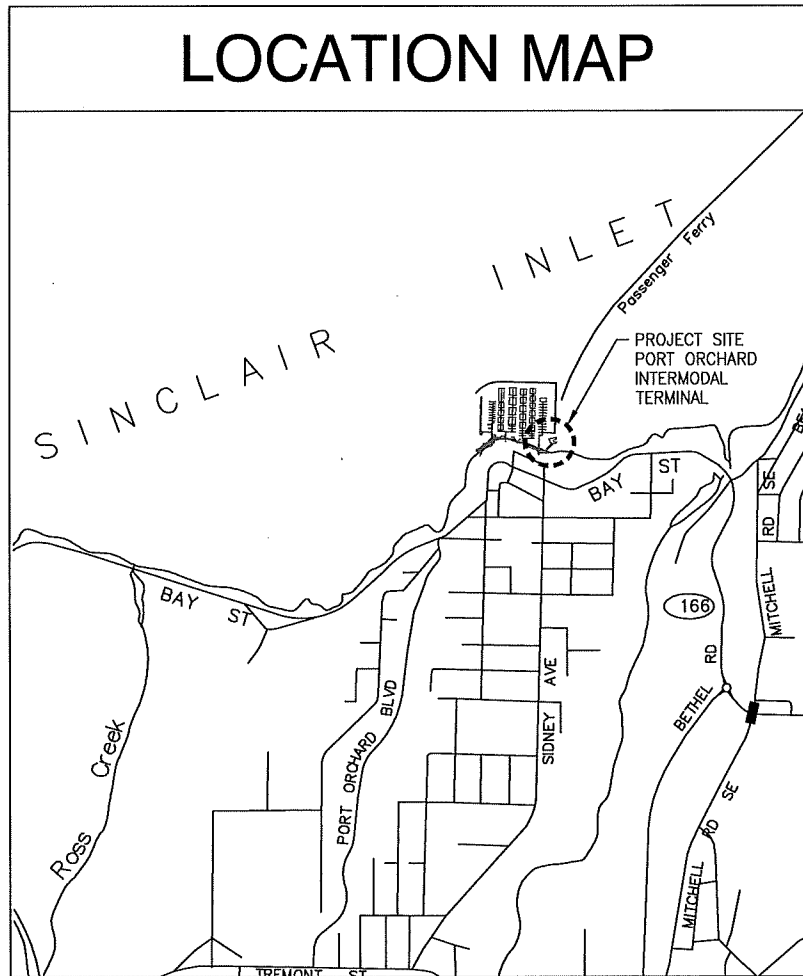 LOCATION MAP
SINCLAIR INLET
Passenger Ferry
PROJECT SITE
PORT ORCHARD
INTERMODAL
TERMINAL
BAY ST
BAY ST
166
MITCHELL RD SE
BETHEL RD
SIDNEY AVE
PORT ORCHARD BLVD
Ross Creek
MITCHELL RD SE
TREMONT ST